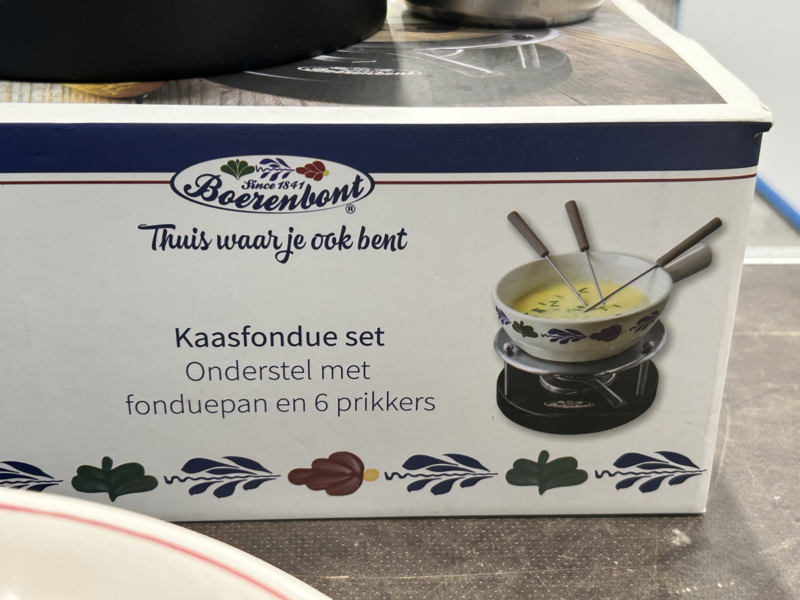 Since 1841
Boerenbont®
Thuis waar je ook bent
Kaasfondue set
Onderstel met
fonduepan en 6 prikkers